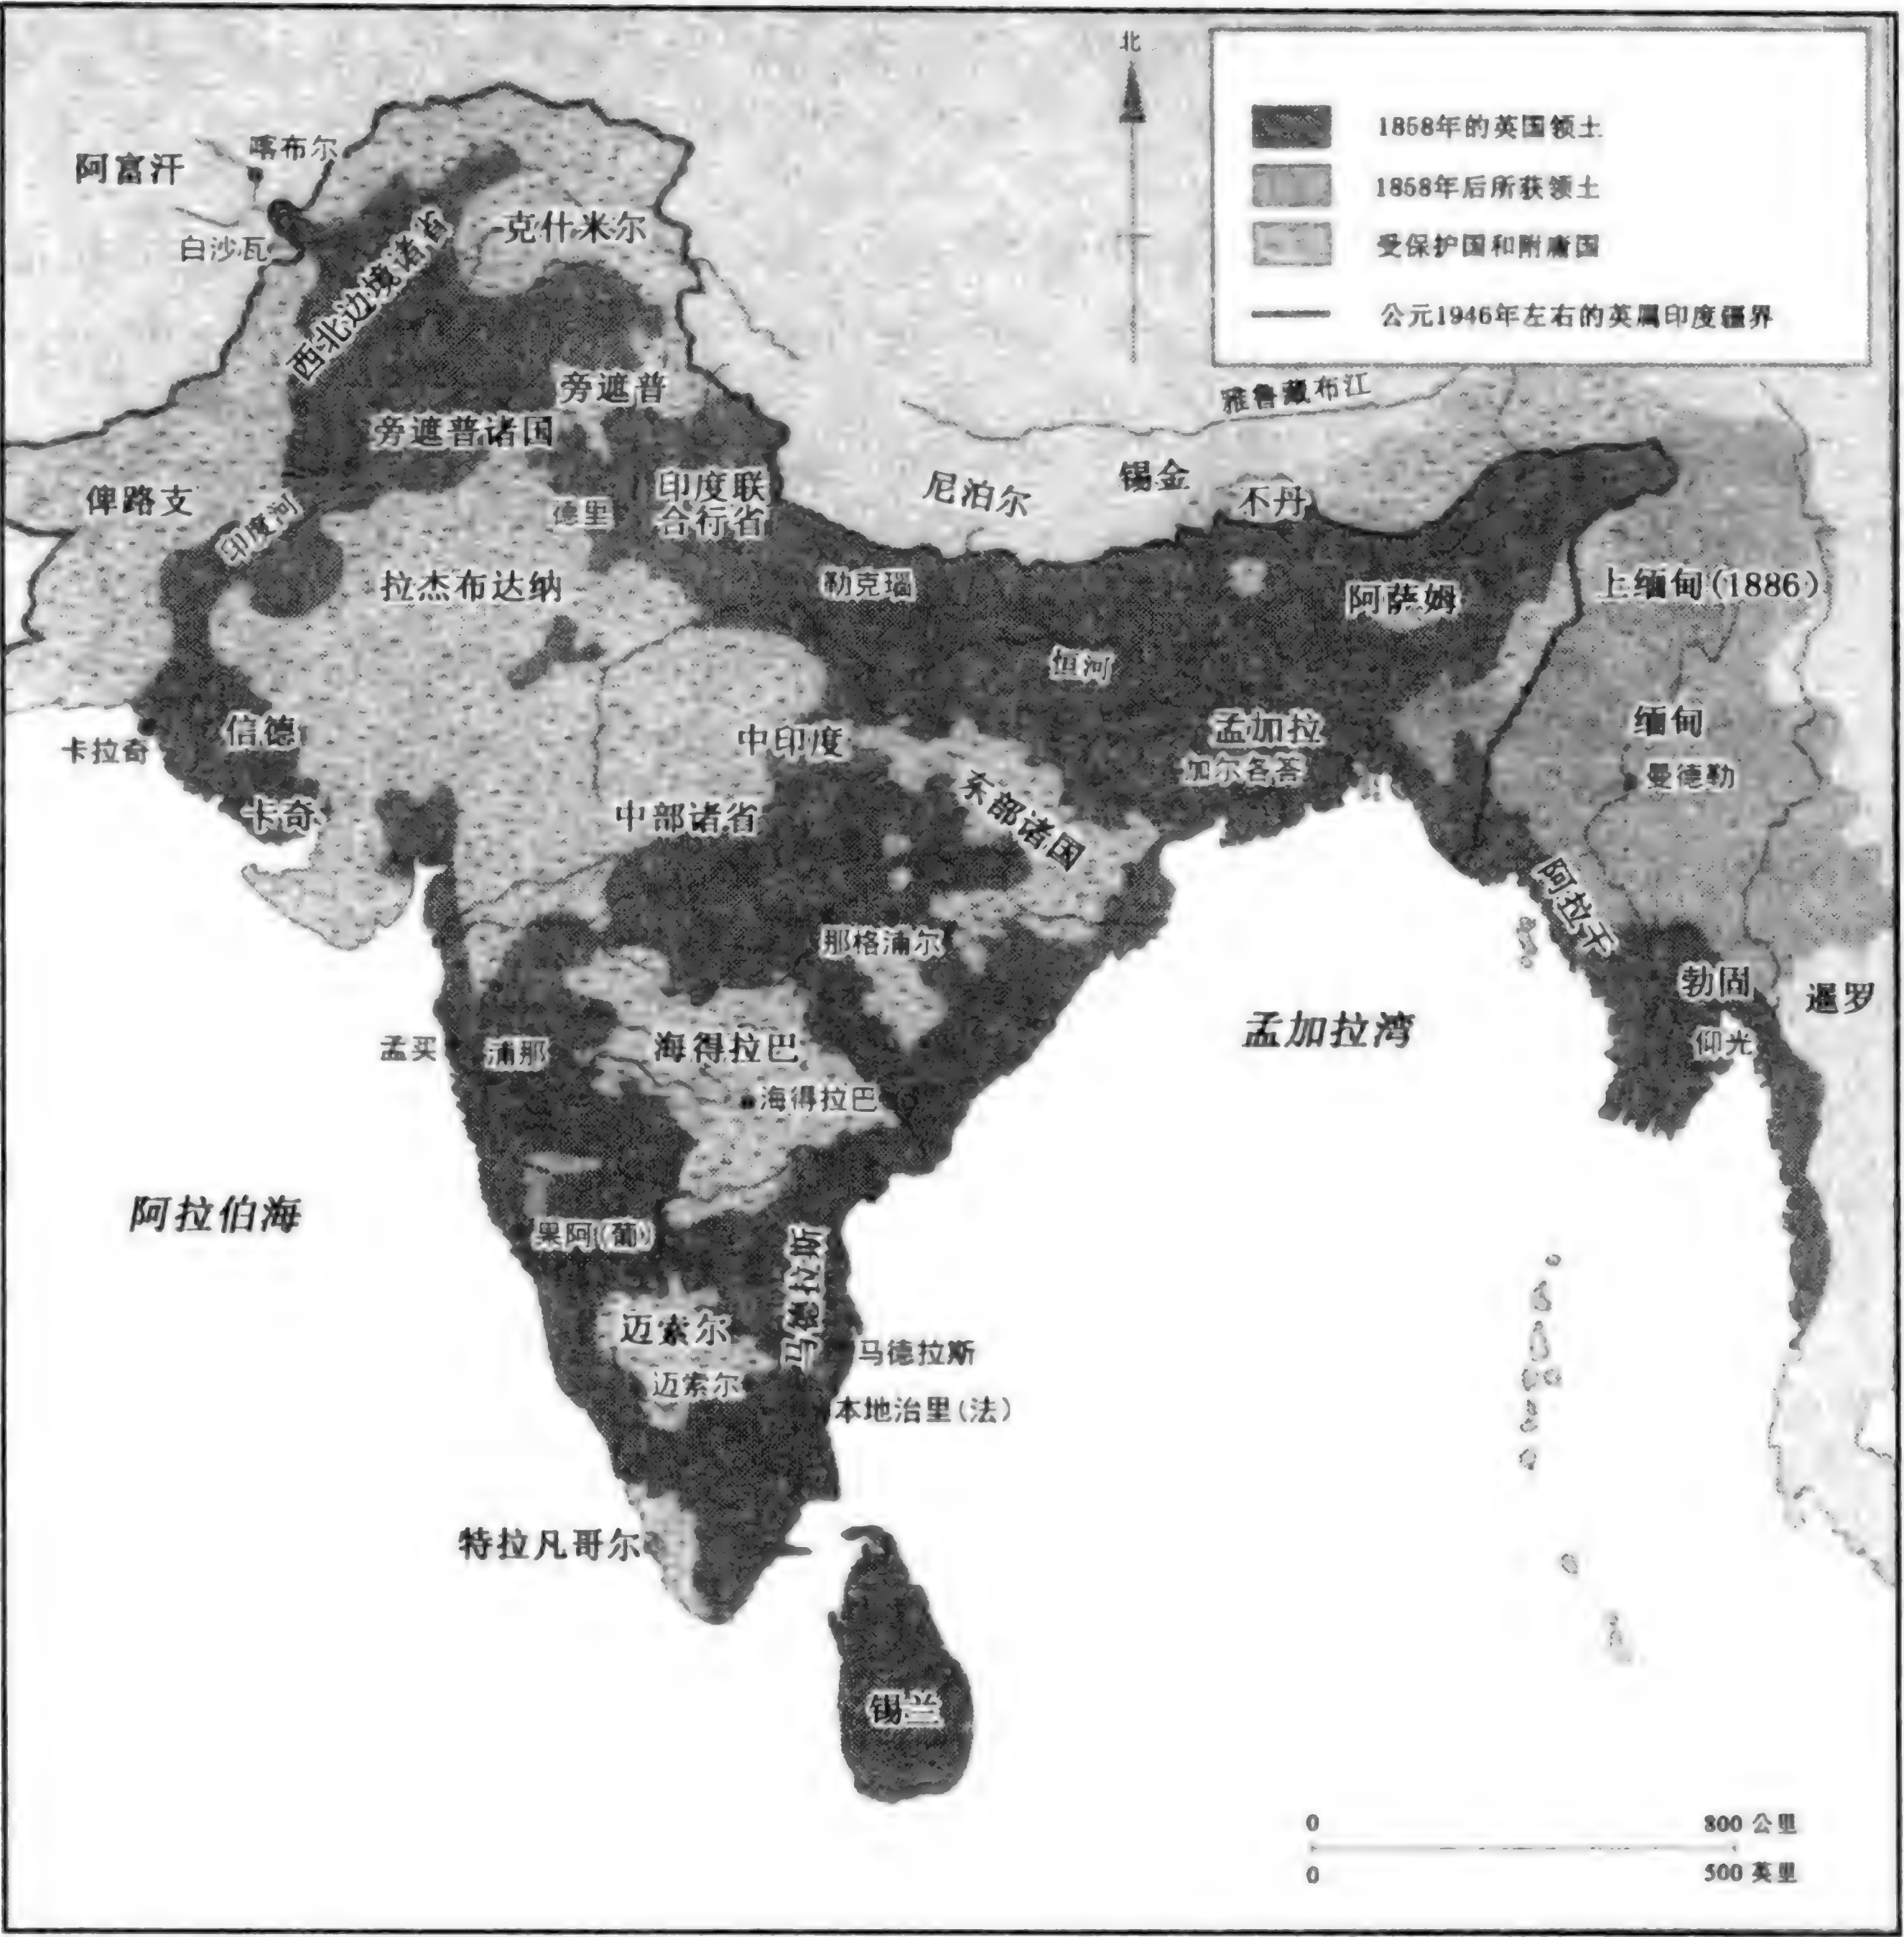 北
1858年的英国领土
1858年后所获领土
受保护国和附庸国
公元1946年左右的英属印度疆界
喀布尔
阿富汗
白沙瓦
克什米尔
西北边境诸省
旁遮普
旁遮普诸国
雅鲁藏布江
俾路支
印度河
德里
印度联
合行省
尼泊尔
锡金
不丹
拉杰布达纳
勒克瑙
阿萨姆
上缅甸(1886)
恒河
信德
卡拉奇
中印度
孟加拉
加尔各答
缅甸
曼德勒
卡奇
中部诸省
东部诸国
阿拉干
那格浦尔
勃固
暹罗
孟买
浦那
海得拉巴
海得拉巴
孟加拉湾
仰光
阿拉伯海
果阿(葡)
马德拉斯
迈索尔
迈索尔
马德拉斯
本地治里(法)
特拉凡哥尔
锡兰
0 800 公里
0 500 英里